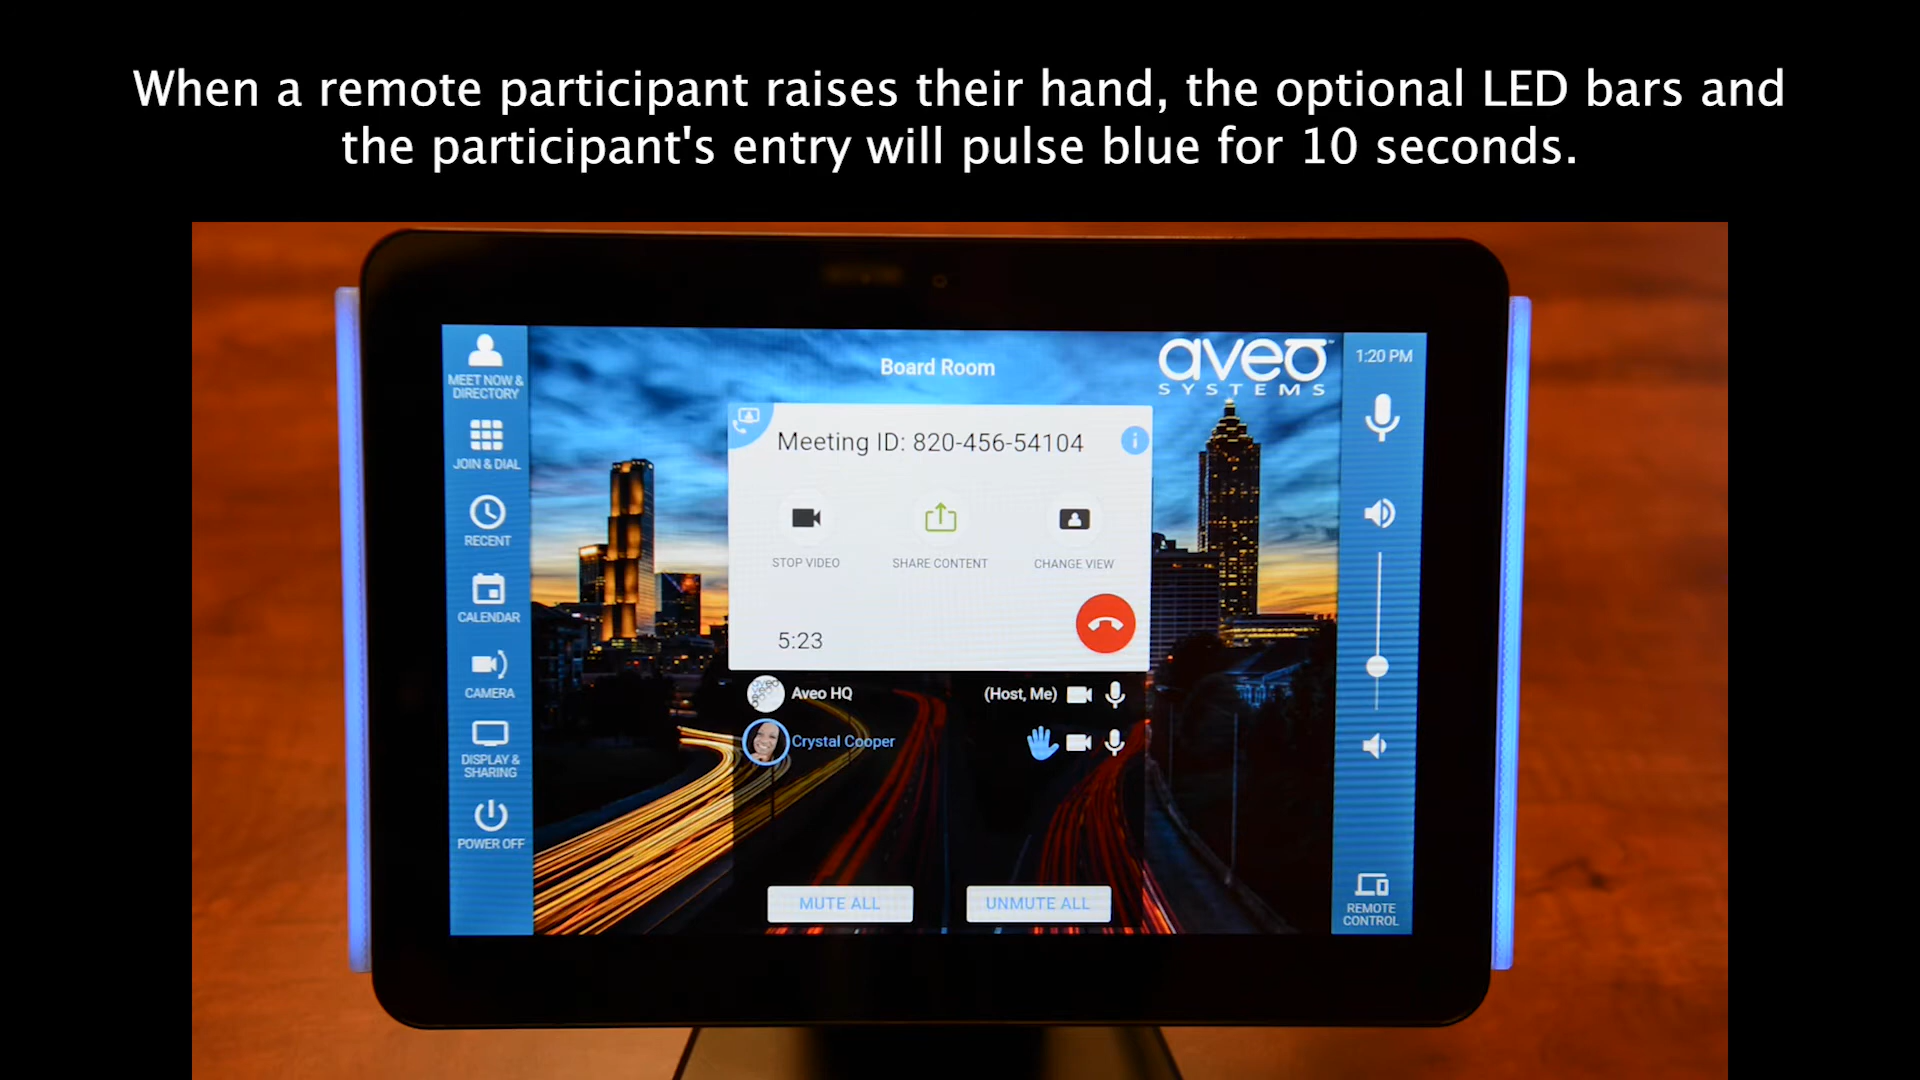 When a remote participant raises their hand, the optional LED bars and
the participant's entry will pulse blue for 10 seconds.
Board Room
aveo
SYSTEMS
1:20 PM
MEET NOW &
DIRECTORY
JOIN & DIAL
RECENT
CALENDAR
CAMERA
DISPLAY &
SHARING
POWER OFF
Meeting ID: 820-456-54104
STOP VIDEO
SHARE CONTENT
CHANGE VIEW
5:23
Aveo HQ (Host, Me)
Crystal Cooper
MUTE ALL
UNMUTE ALL
REMOTE
CONTROL